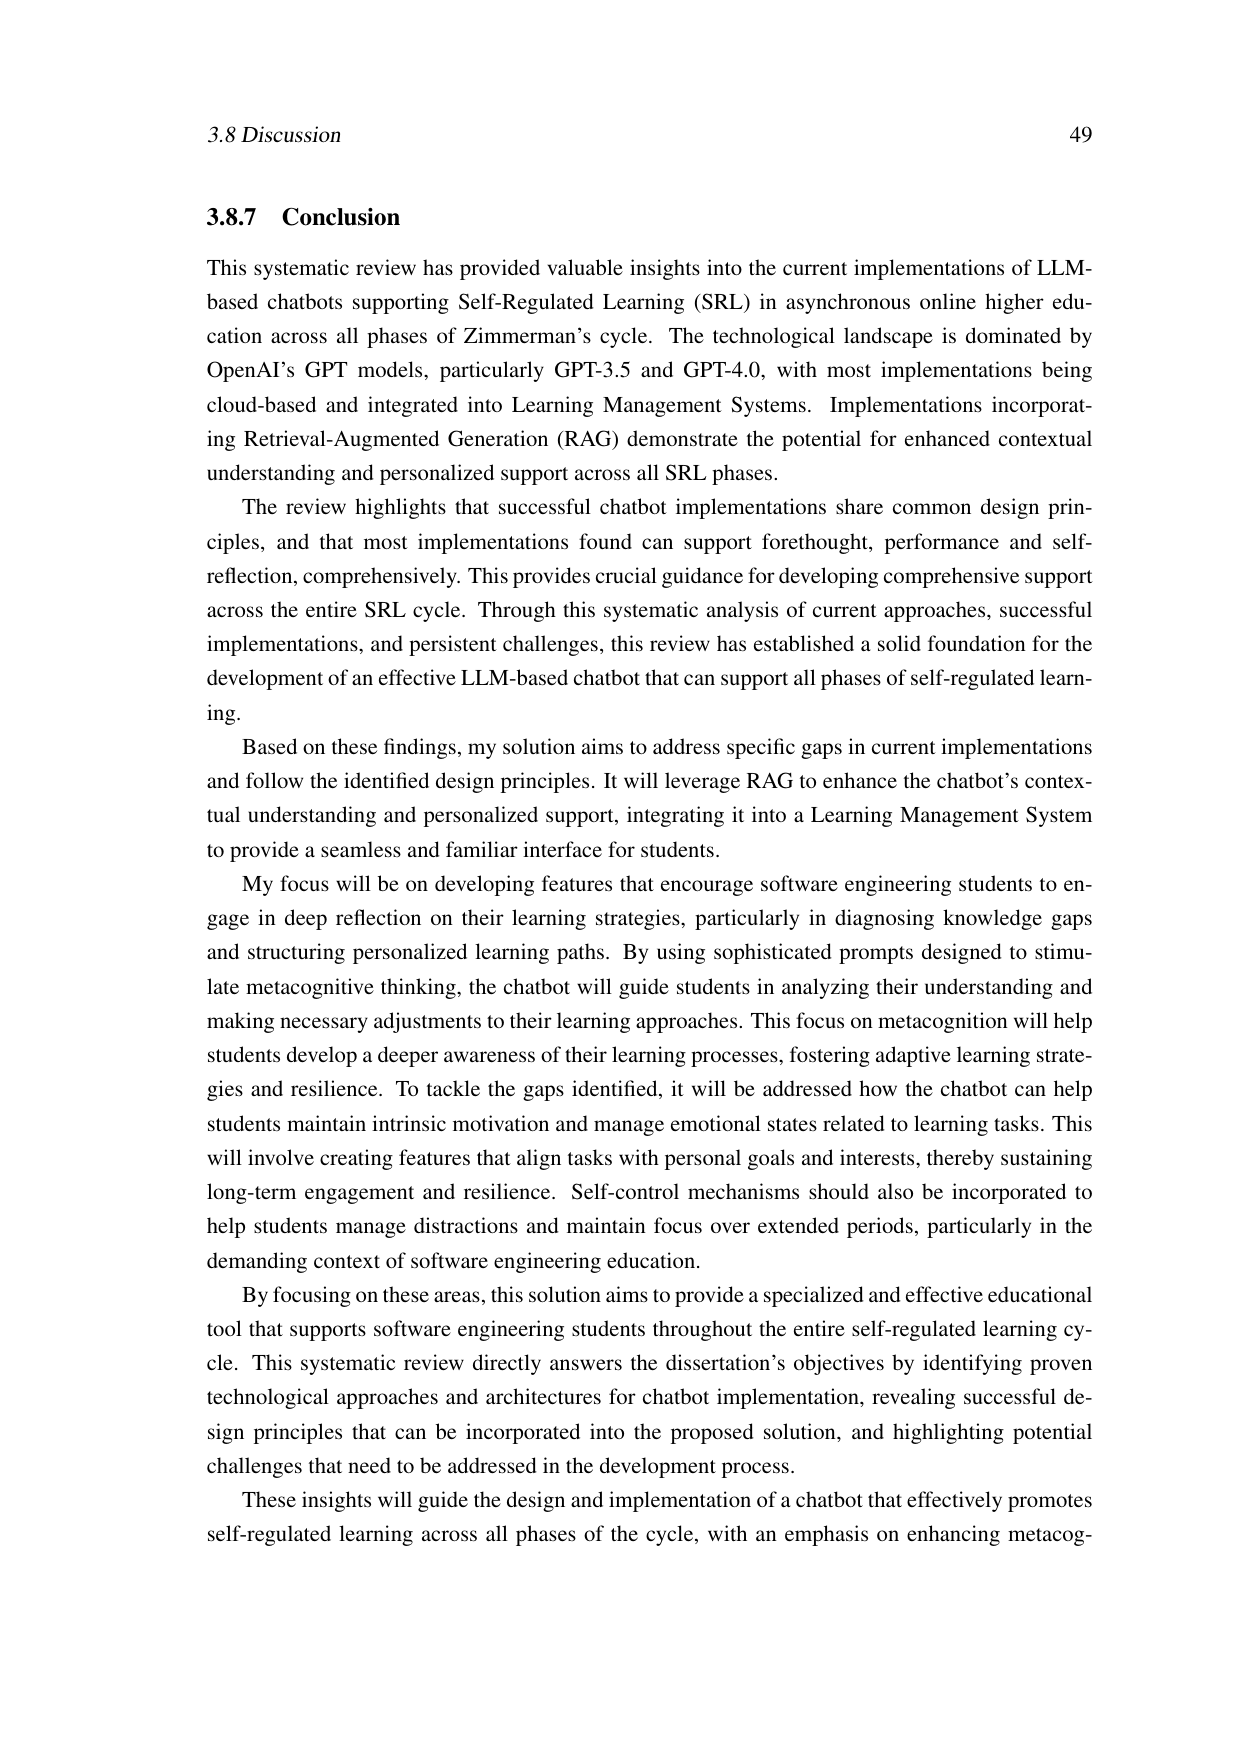 3.8 Discussion 49
3.8.7 Conclusion
This systematic review has provided valuable insights into the current implementations of LLM-
based chatbots supporting Self-Regulated Learning (SRL) in asynchronous online higher edu-
cation across all phases of Zimmerman's cycle. The technological landscape is dominated by
OpenAI's GPT models, particularly GPT-3.5 and GPT-4.0, with most implementations being
cloud-based and integrated into Learning Management Systems. Implementations incorporat-
ing Retrieval-Augmented Generation (RAG) demonstrate the potential for enhanced contextual
understanding and personalized support across all SRL phases.
The review highlights that successful chatbot implementations share common design prin-
ciples, and that most implementations found can support forethought, performance and self-
reflection, comprehensively. This provides crucial guidance for developing comprehensive support
across the entire SRL cycle. Through this systematic analysis of current approaches, successful
implementations, and persistent challenges, this review has established a solid foundation for the
development of an effective LLM-based chatbot that can support all phases of self-regulated learn-
ing.
Based on these findings, my solution aims to address specific gaps in current implementations
and follow the identified design principles. It will leverage RAG to enhance the chatbot's contex-
tual understanding and personalized support, integrating it into a Learning Management System
to provide a seamless and familiar interface for students.
My focus will be on developing features that encourage software engineering students to en-
gage in deep reflection on their learning strategies, particularly in diagnosing knowledge gaps
and structuring personalized learning paths. By using sophisticated prompts designed to stimu-
late metacognitive thinking, the chatbot will guide students in analyzing their understanding and
making necessary adjustments to their learning approaches. This focus on metacognition will help
students develop a deeper awareness of their learning processes, fostering adaptive learning strate-
gies and resilience. To tackle the gaps identified, it will be addressed how the chatbot can help
students maintain intrinsic motivation and manage emotional states related to learning tasks. This
will involve creating features that align tasks with personal goals and interests, thereby sustaining
long-term engagement and resilience. Self-control mechanisms should also be incorporated to
help students manage distractions and maintain focus over extended periods, particularly in the
demanding context of software engineering education.
By focusing on these areas, this solution aims to provide a specialized and effective educational
tool that supports software engineering students throughout the entire self-regulated learning cy-
cle. This systematic review directly answers the dissertation's objectives by identifying proven
technological approaches and architectures for chatbot implementation, revealing successful de-
sign principles that can be incorporated into the proposed solution, and highlighting potential
challenges that need to be addressed in the development process.
These insights will guide the design and implementation of a chatbot that effectively promotes
self-regulated learning across all phases of the cycle, with an emphasis on enhancing metacog-